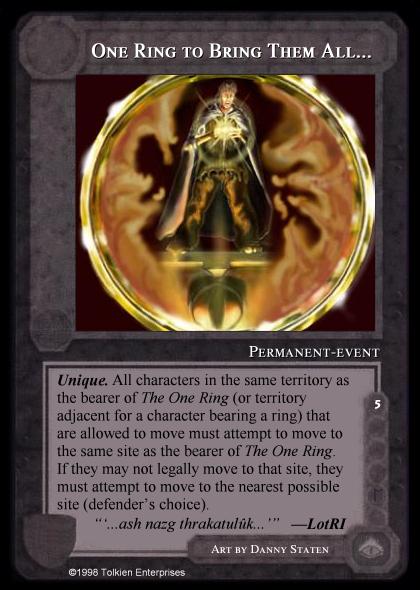 One Ring to Bring Them All...
Permanent-event
Unique. All characters in the same territory as
the bearer of The One Ring (or territory
adjacent for a character bearing a ring) that
are allowed to move must attempt to move to
the same site as the bearer of The One Ring.
If they may not legally move to that site, they
must attempt to move to the nearest possible
site (defender's choice).
5
“‘...ash nazg thrakatulûk...’” —LotRI
Art by Danny Staten
©1998 Tolkien Enterprises